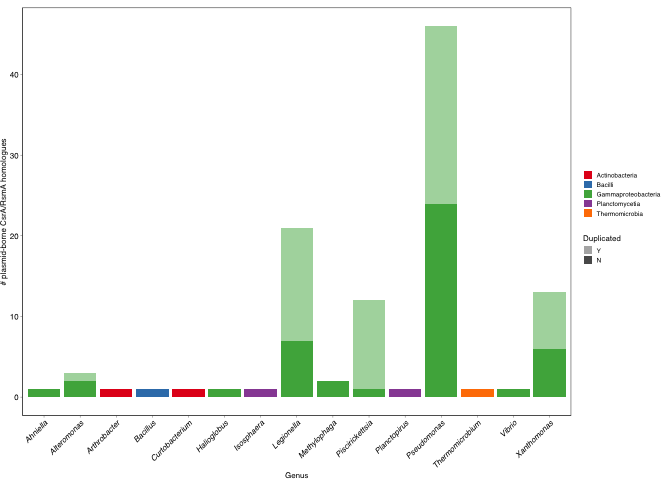 # plasmid-borne CsrA/RsmA homologues
40
30
20
10
0
Ahniella
Alteromonas
Arthrobacter
Bacillus
Curtobacterium
Halioglobus
Isosphaera
Legionella
Methylophaga
Piscirickettsia
Planctopirus
Pseudomonas
Thermomicrobium
Vibrio
Xanthomonas
Genus
Actinobacteria
Bacilli
Gammaproteobacteria
Planctomycetia
Thermomicrobia
Duplicated
Y
N